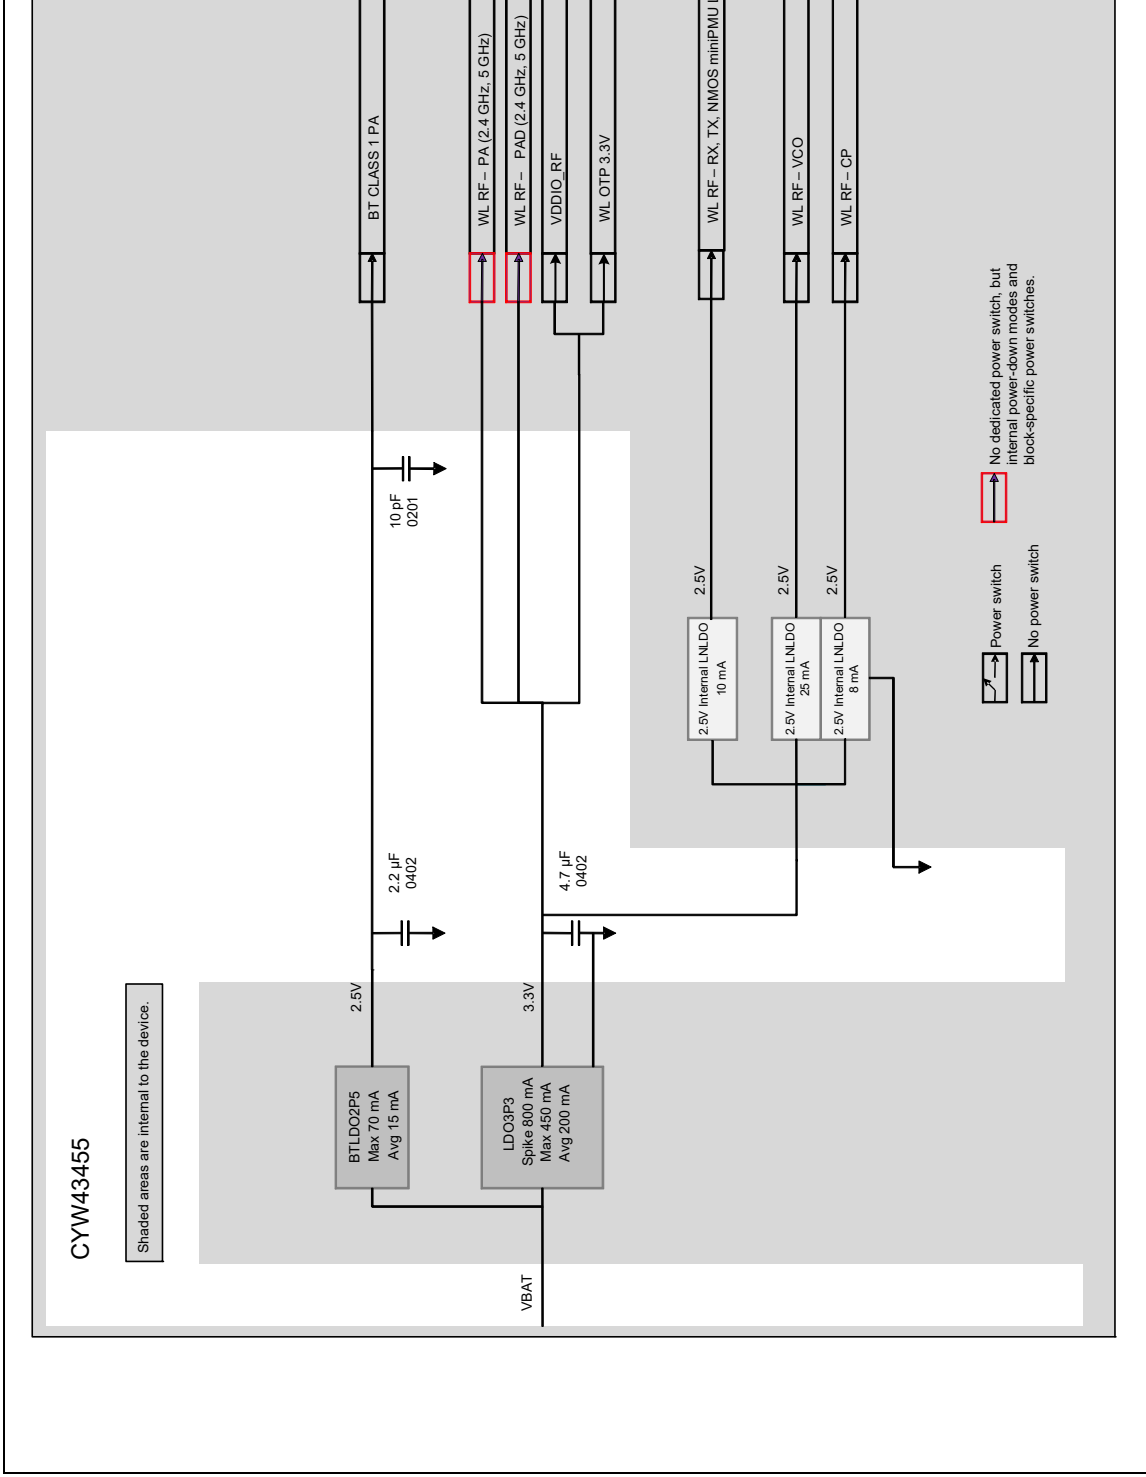 CYW43455
Shaded areas are internal to the device.
VBAT
BTLDO2P5
Max 70 mA
Avg 15 mA
2.5V
2.2 µF
0402
10 pF
0201
BT CLASS 1 PA
LDO3P3
Spike 800 mA
Max 450 mA
Avg 200 mA
3.3V
4.7 µF
0402
WL RF – PA (2.4 GHz, 5 GHz)
WL RF – PAD (2.4 GHz, 5 GHz)
VDDIO_RF
WL OTP 3.3V
2.5V Internal LNLDO
10 mA
2.5V
WL RF – RX, TX, NMOS miniPMU
2.5V Internal LNLDO
25 mA
2.5V
WL RF – VCO
2.5V Internal LNLDO
8 mA
2.5V
WL RF – CP
Power switch
No power switch
No dedicated power switch, but
internal power-down modes and
block-specific power switches.